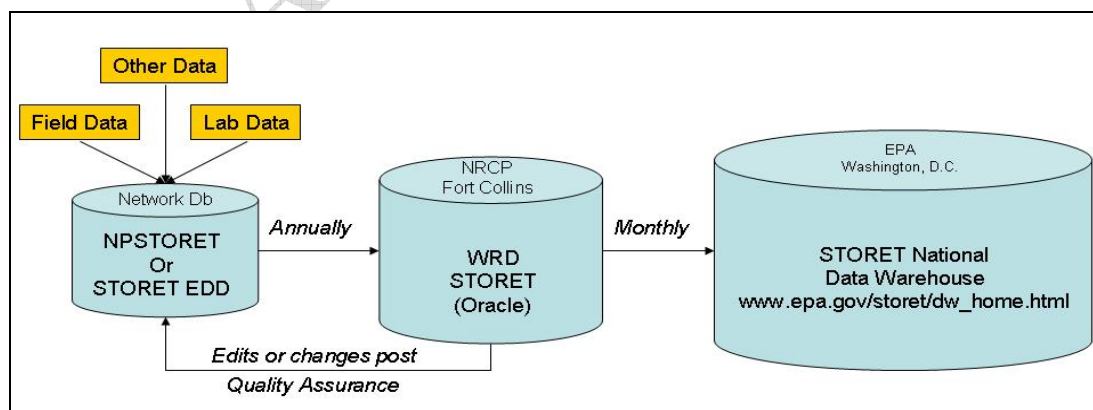 Other Data
Field Data
Lab Data
Network Db
NPSTORET
Or
STORET EDD
Annually
NRCP
Fort Collins
WRD
STORET
(Oracle)
Monthly
EPA
Washington, D.C.
STORET National
Data Warehouse
www.epa.gov/storet/dw_home.html
Edits or changes post
Quality Assurance